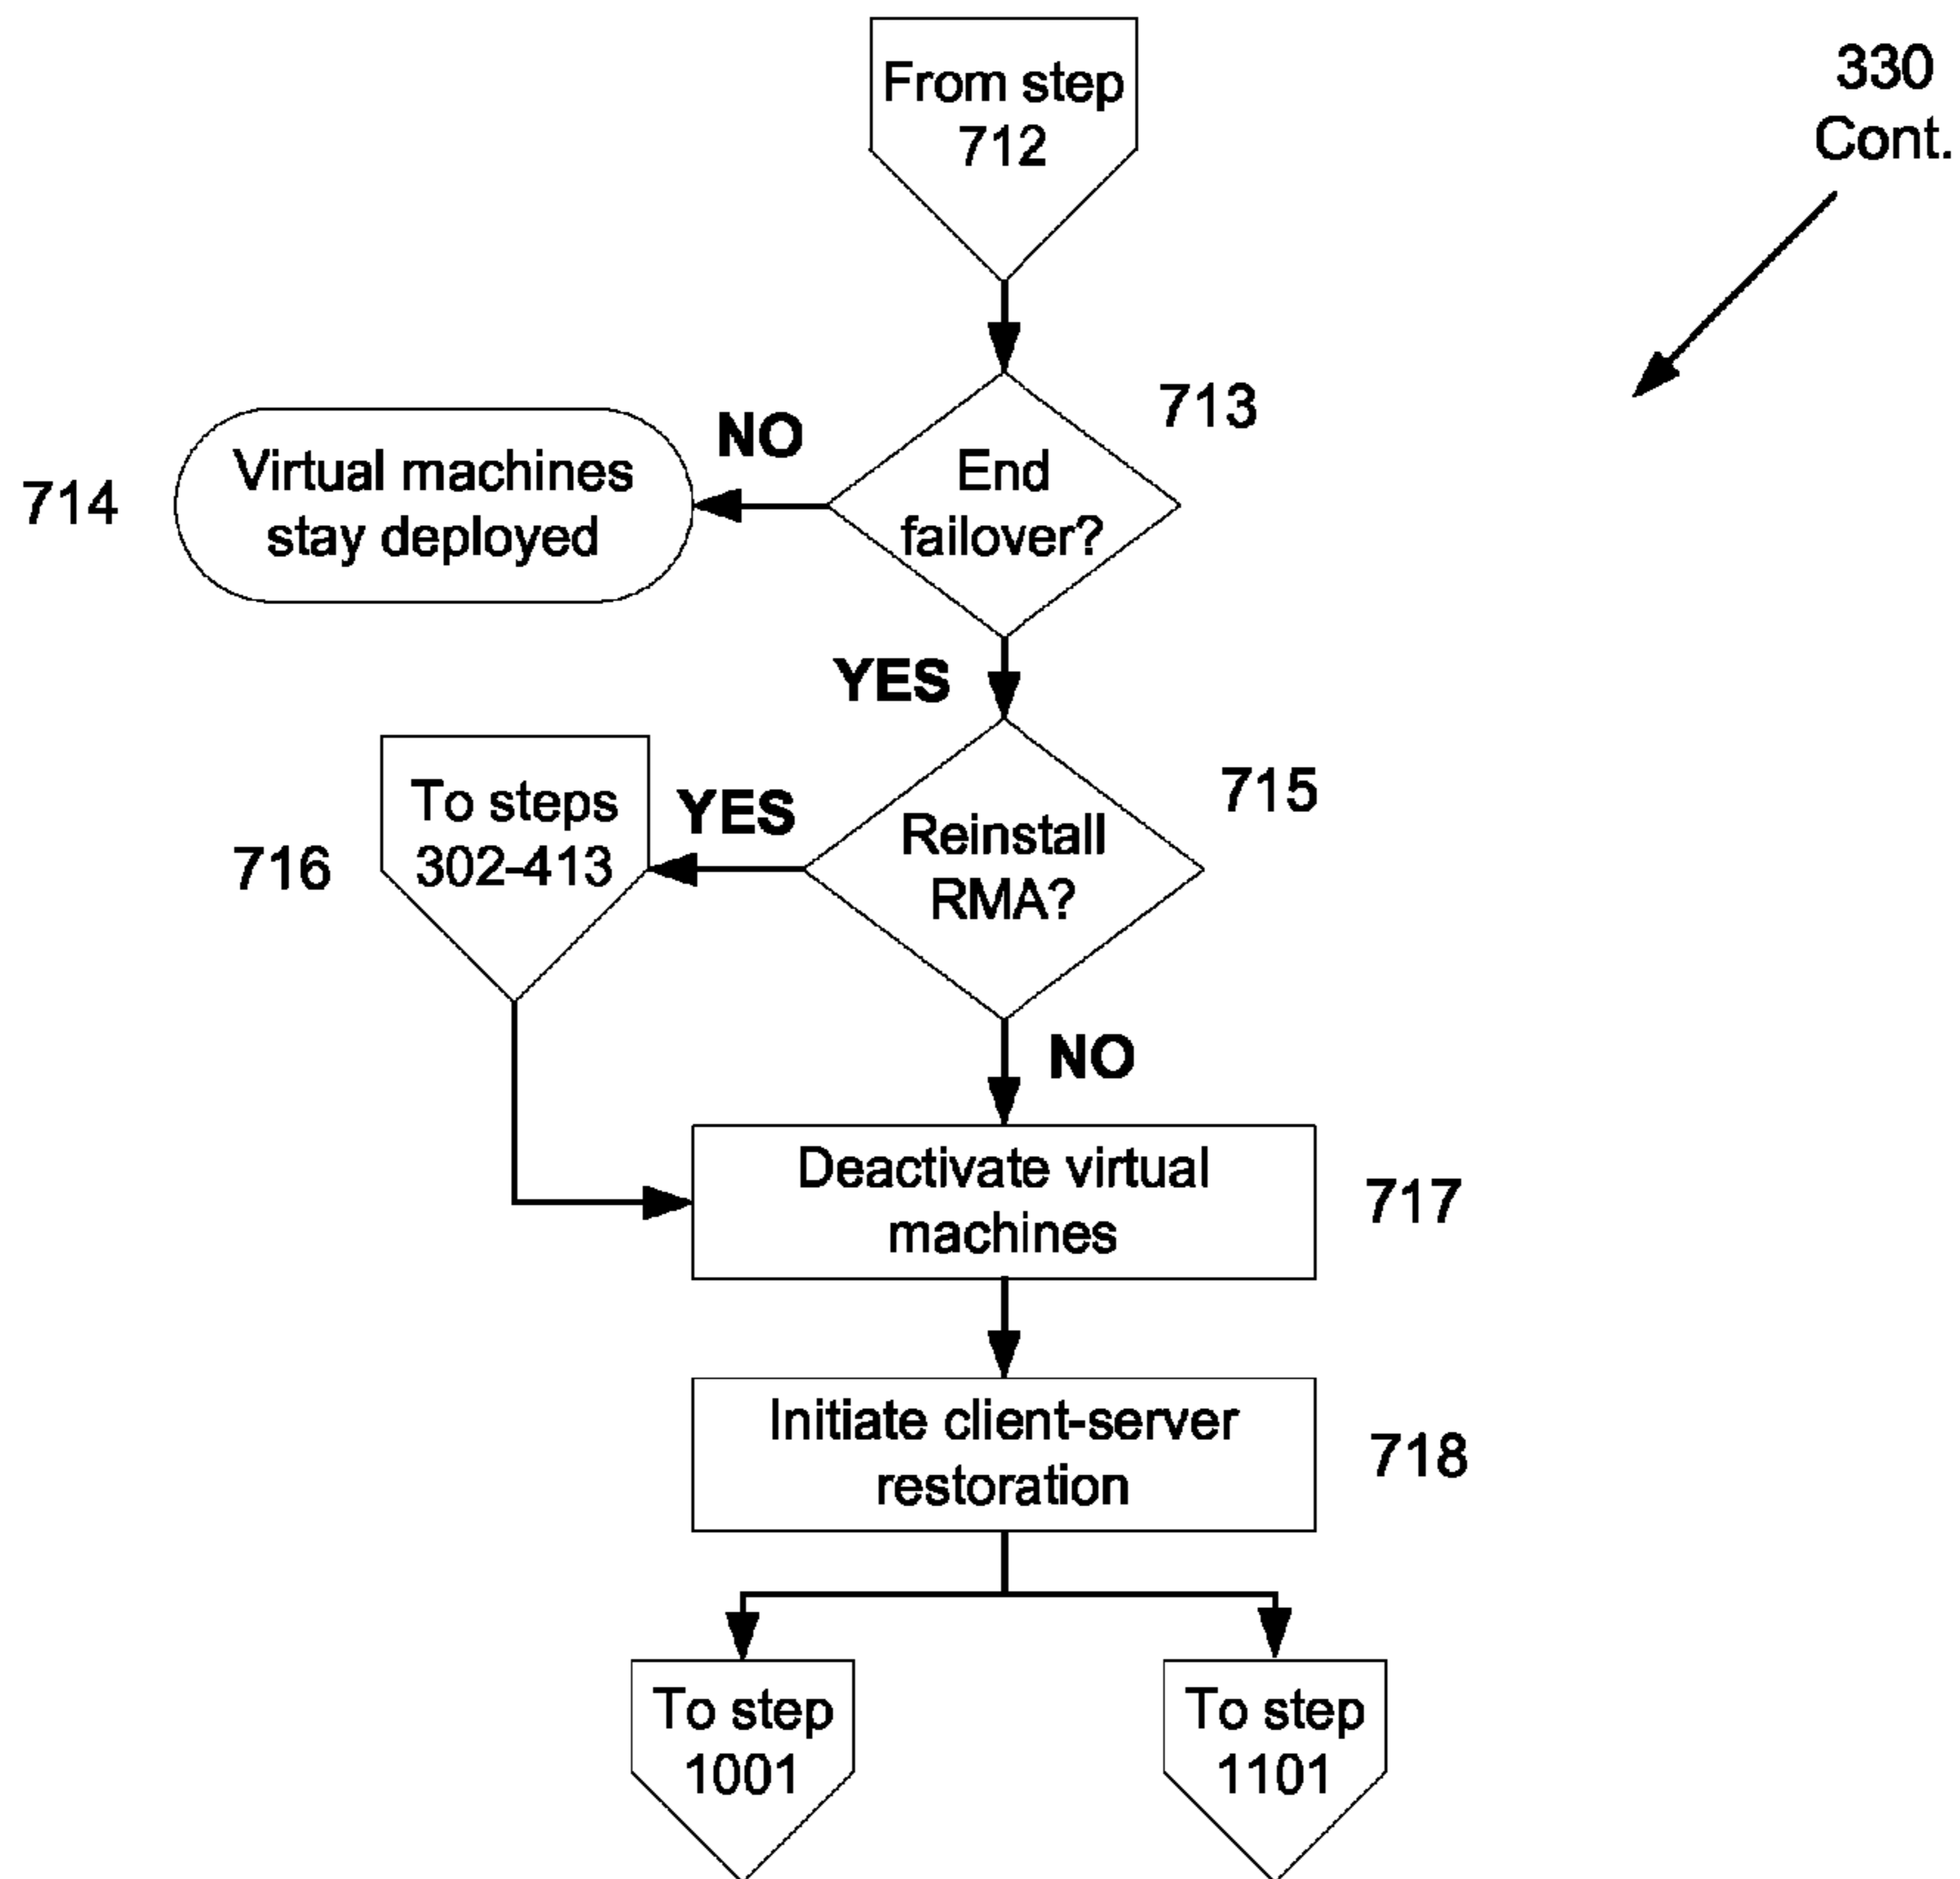 From step
712
330
Cont.
713
End
failover?
NO
Virtual machines
stay deployed
714
YES
715
Reinstall
RMA?
YES
To steps
302-413
716
NO
Deactivate virtual
machines
717
Initiate client-server
restoration
718
To step
1001
To step
1101